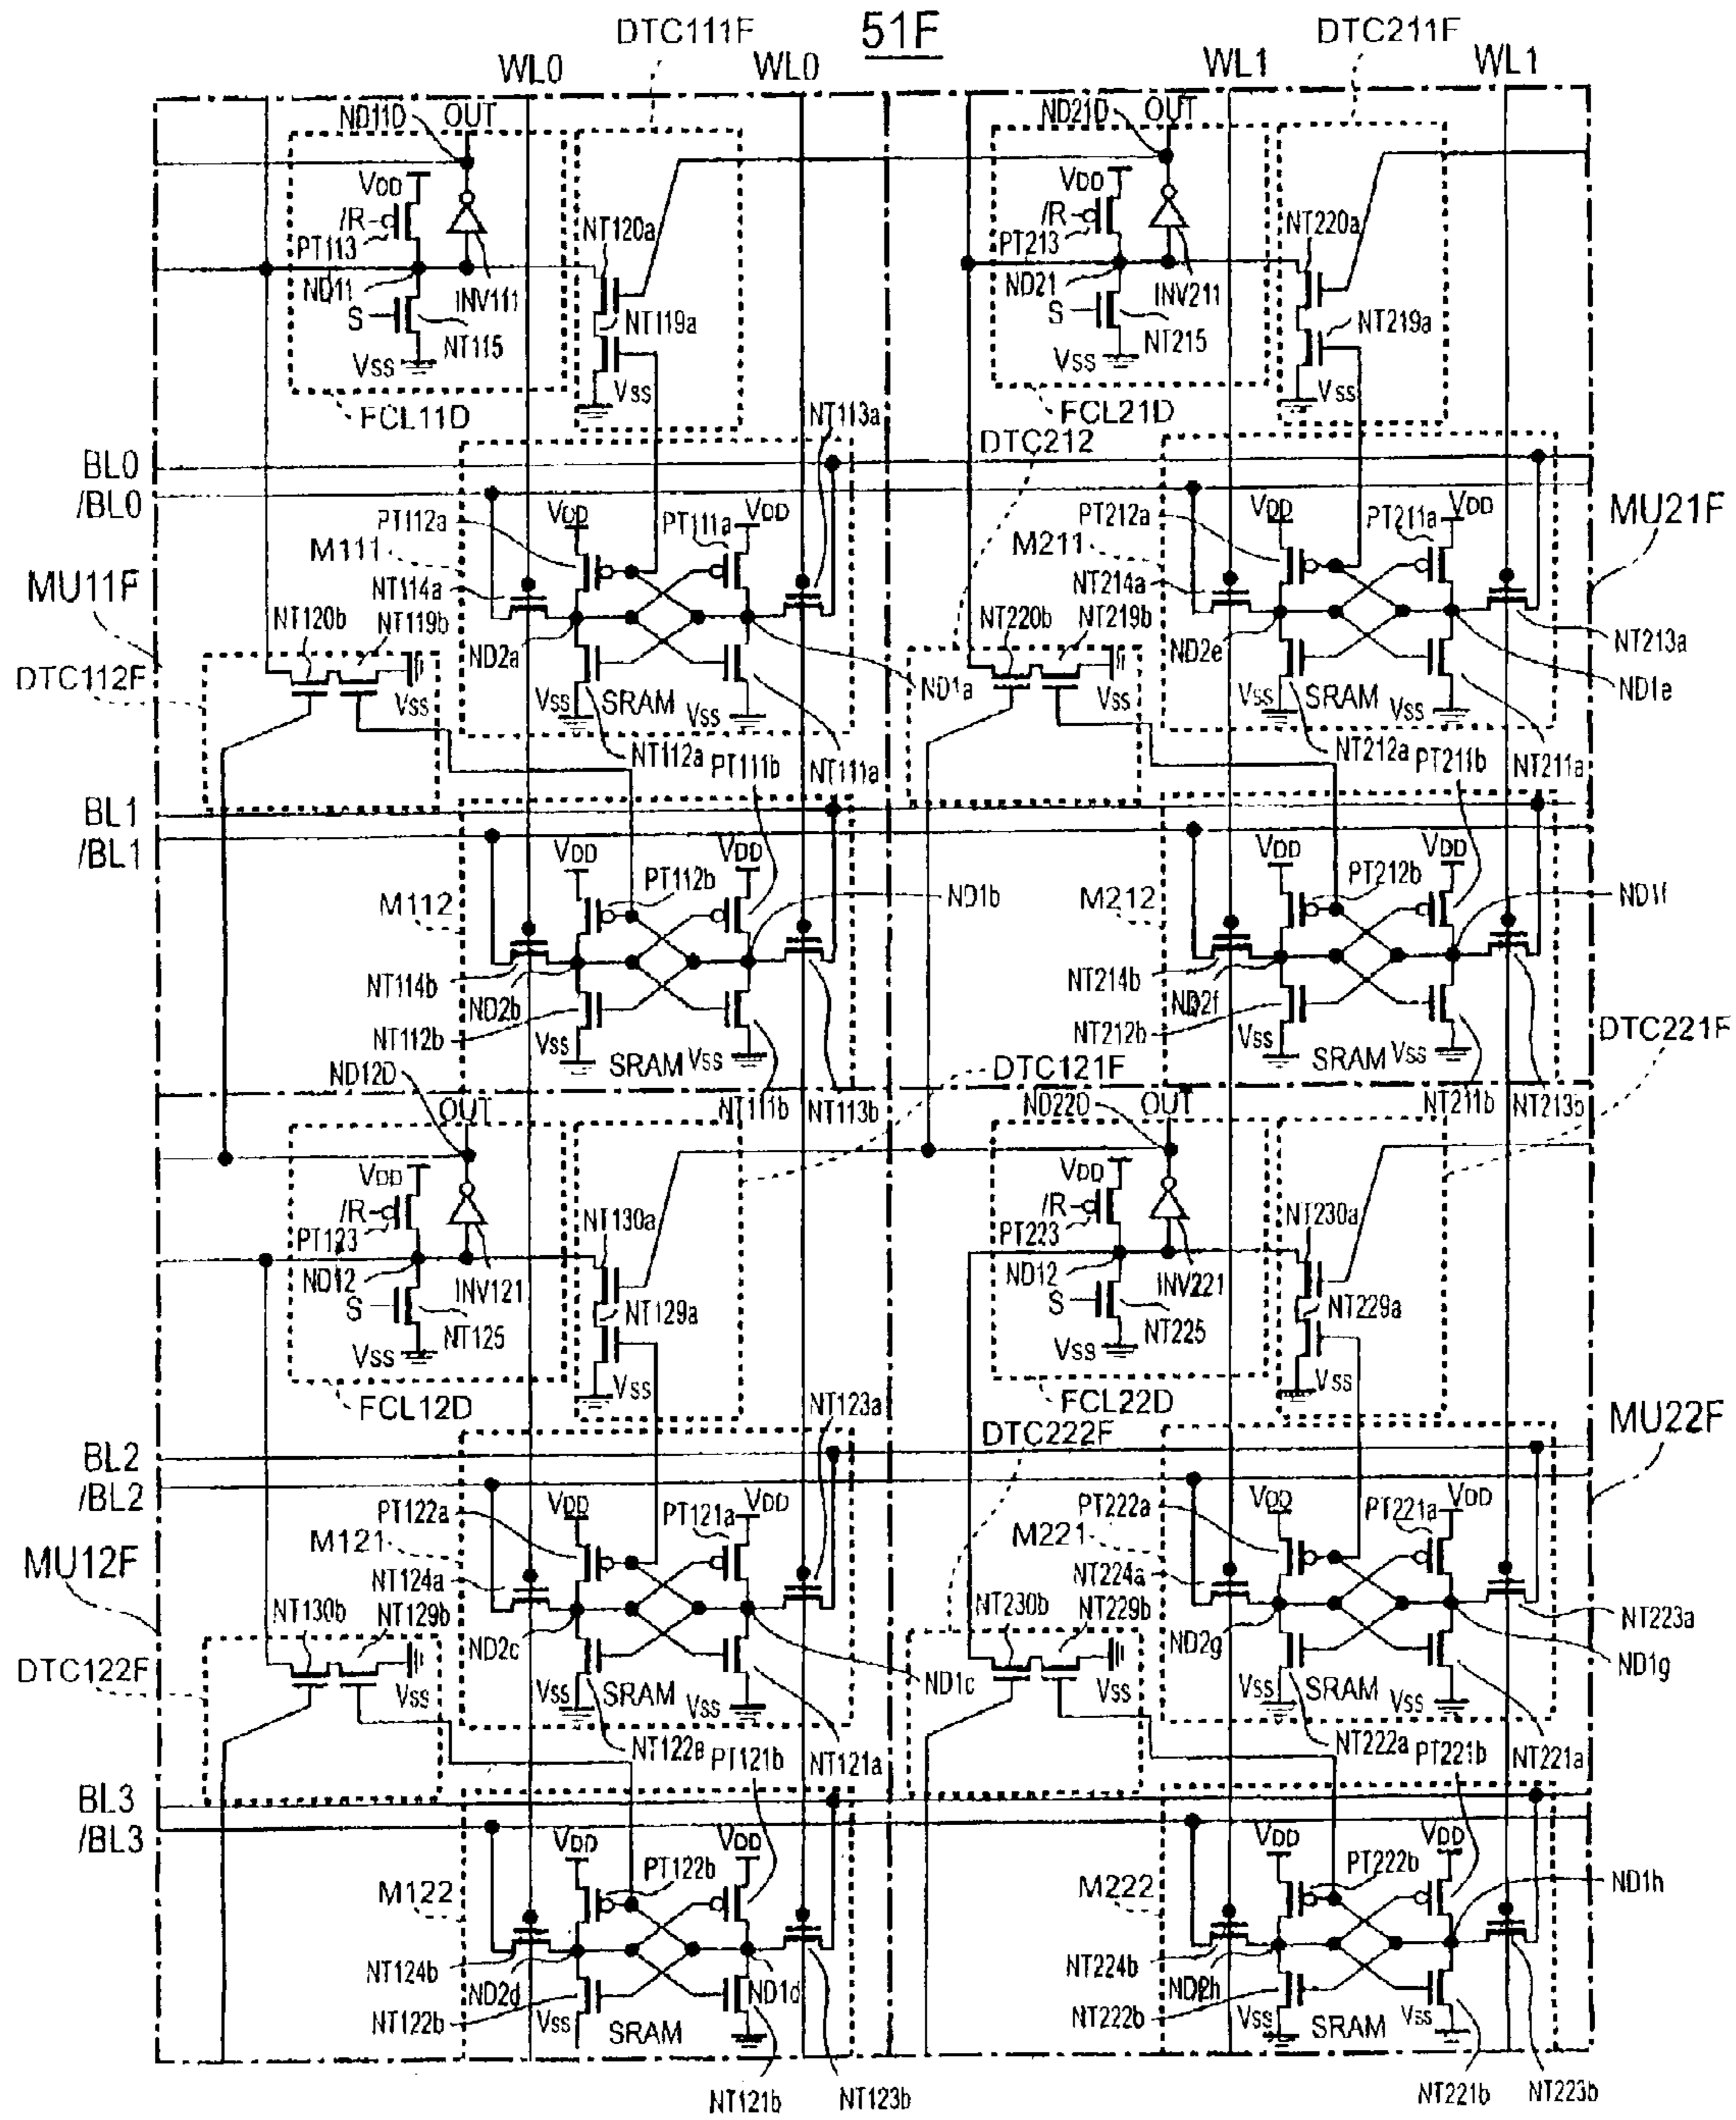 51F
DTC111F
DTC211F
WL0
WL0
WL1
WL1
ND11D
OUT
ND21D
OUT
VDD
/R
PT113
NT120a
VDD
/R
PT213
NT220a
ND11
INV111
NT119a
ND21
INV211
NT219a
S
NT115
S
NT215
VSS
VSS
VSS
VSS
FCL11D
NT113a
FCL21D
DTC212
BL0
/BL0
PT112a
VDD
PT111a
VDD
PT212a
VDD
PT211a
VDD
MU21F
M111
M211
MU11F
NT114a
NT214a
NT120b
NT119b
NT220b
NT219b
NT213a
ND2a
ND2e
DTC112F
VSS
VSS
SRAM
VSS
ND1a
VSS
VSS
SRAM
VSS
ND1e
NT112a
PT111b
NT111a
NT212a
PT211b
NT211a
BL1
/BL1
VDD
VDD
VDD
VDD
PT112b
PT212b
M112
ND1b
M212
ND1f
NT114b
ND2b
NT214b
ND2f
NT112b
VSS
SRAM
VSS
NT212b
VSS
SRAM
VSS
DTC221F
ND12D
DTC121F
OUT
NT111b
NT113b
ND22D
OUT
NT211b
NT213b
VDD
/R
PT123
NT130a
VDD
/R
PT223
NT230a
ND12
INV121
NT129a
ND12
INV221
NT229a
S
NT125
S
NT225
VSS
VSS
VSS
VSS
FCL12D
NT123a
FCL22D
DTC222F
MU22F
BL2
/BL2
PT122a
VDD
PT121a
VDD
PT222a
VDD
PT221a
VDD
M121
M221
MU12F
NT124a
NT224a
NT130b
NT129b
NT230b
NT229b
NT223a
ND2c
ND2g
DTC122F
VSS
VSS
SRAM
VSS
ND1c
VSS
VSS
SRAM
VSS
ND1g
NT122e
PT121b
NT121a
NT222a
PT221b
NT221a
BL3
/BL3
VDD
VDD
VDD
VDD
PT122b
PT222b
M122
M222
ND1h
NT124b
ND2d
ND1d
NT224b
ND2h
NT122b
VSS
SRAM
NT222b
VSS
SRAM
VSS
NT121b
NT123b
NT221b
NT223b